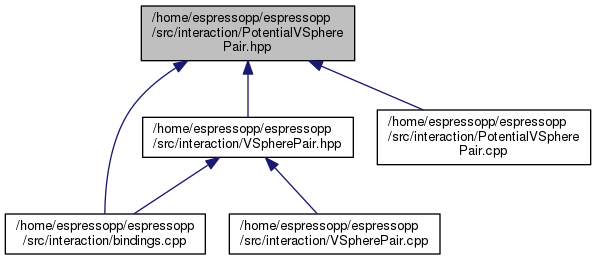 /home/espressopp/espressopp
/src/interaction/PotentialVSphere
Pair.hpp
/home/espressopp/espressopp
/src/interaction/VSpherePair.hpp
/home/espressopp/espressopp
/src/interaction/PotentialVSphere
Pair.cpp
/home/espressopp/espressopp
/src/interaction/bindings.cpp
/home/espressopp/espressopp
/src/interaction/VSpherePair.cpp